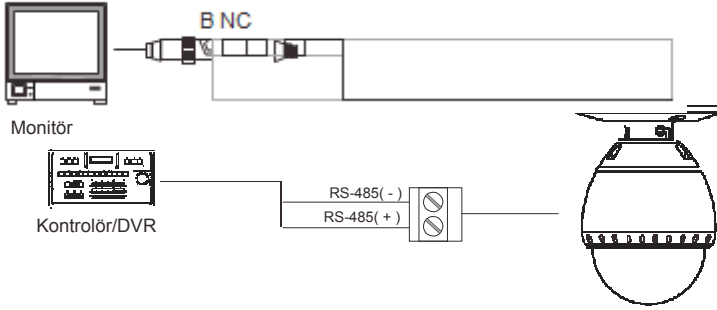 B NC
Monitör
RS-485( - )
RS-485( + )
Kontrolör/DVR